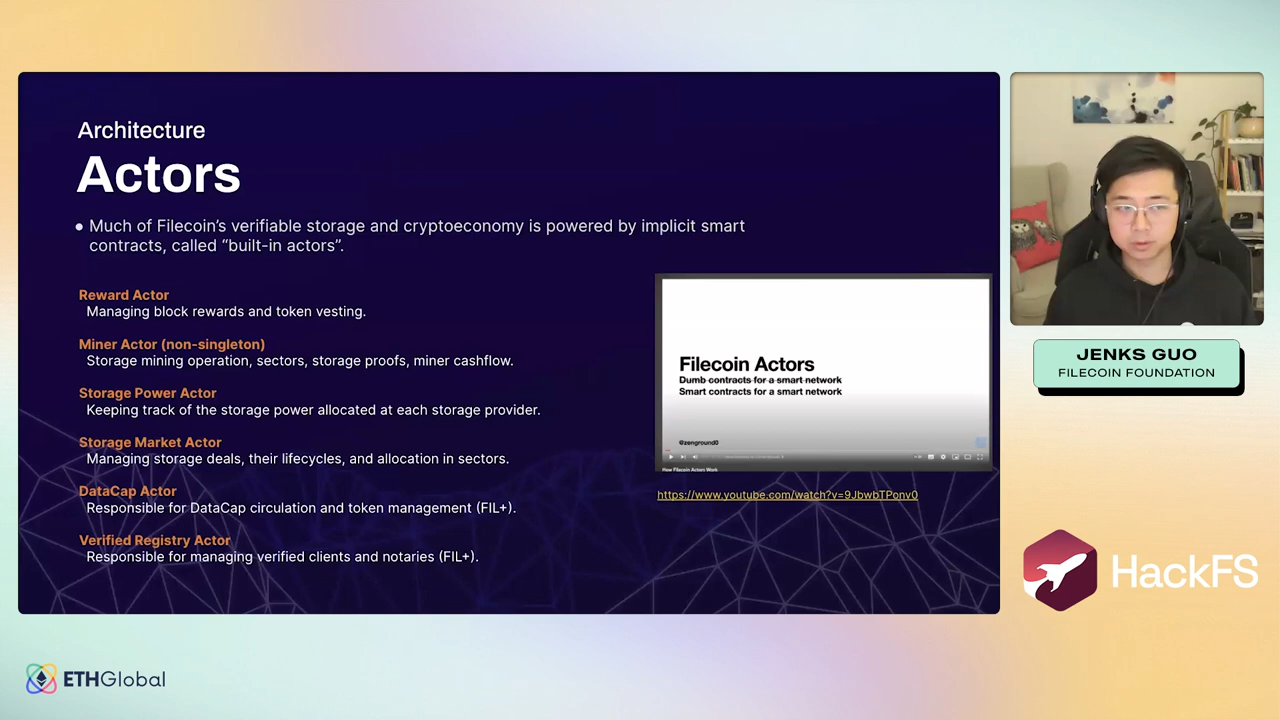 Architecture
Actors
● Much of Filecoin’s verifiable storage and cryptoeconomy is powered by implicit smart
contracts, called “built-in actors”.
Reward Actor
Managing block rewards and token vesting.
Miner Actor (non-singleton)
Storage mining operation, sectors, storage proofs, miner cashflow.
Storage Power Actor
Keeping track of the storage power allocated at each storage provider.
Storage Market Actor
Managing storage deals, their lifecycles, and allocation in sectors.
DataCap Actor
Responsible for DataCap circulation and token management (FIL+).
Verified Registry Actor
Responsible for managing verified clients and notaries (FIL+).
Filecoin Actors
Dumb contracts for a smart network
Smart contracts for a smart network
@zenground0
How Filecoin Actors Work
https://www.youtube.com/watch?v=9JbwbTPonv0
JENKS GUO
FILECOIN FOUNDATION
HackFS
ETHGlobal